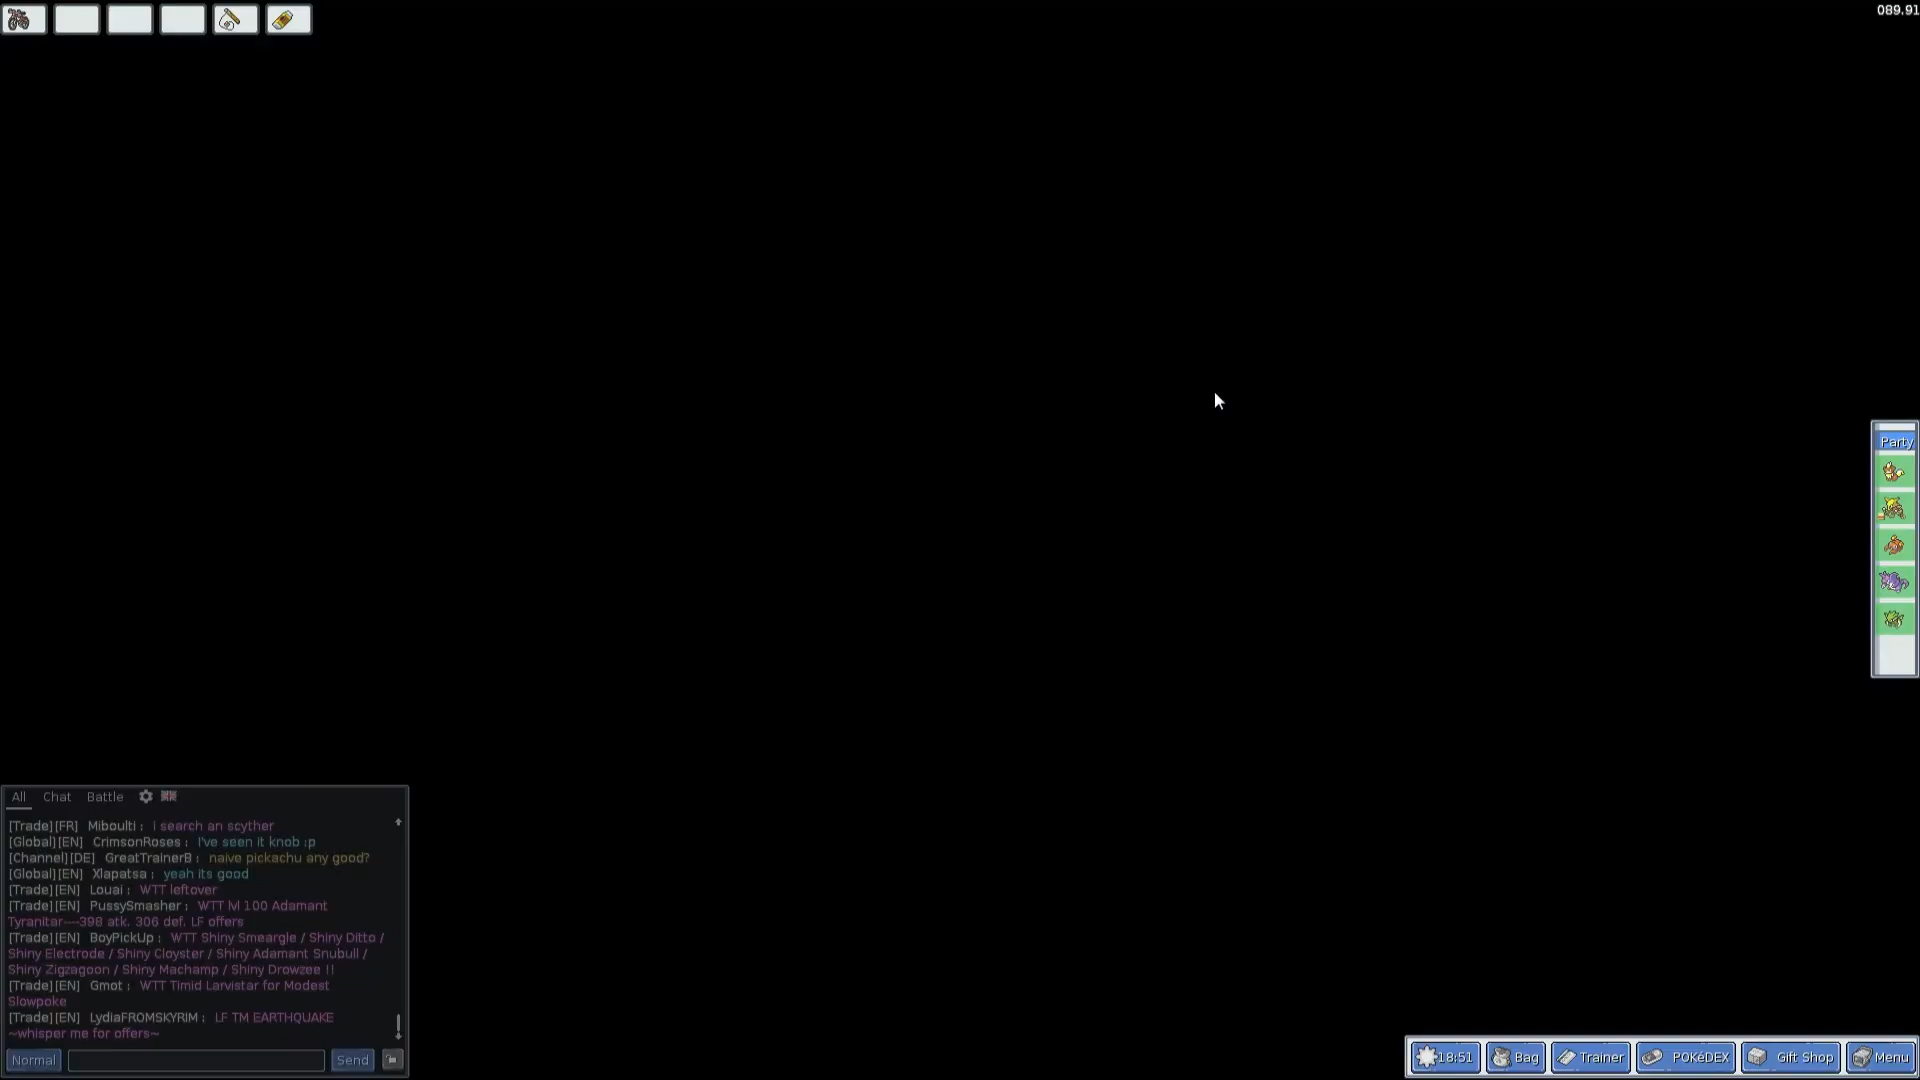 089.91
Party
All Chat Battle
[Trade][FR] Miboulti : i search an scyther
[Global][EN] CrimsonRoses : I've seen it knob :p
[Channel][DE] GreatTrainerB : naive pickachu any good?
[Global][EN] Xlapatsa : yeah its good
[Trade][EN] Louai : WTT leftover
[Trade][EN] PussySmasher : WTT lvl 100 Adamant
Tyranitar----398 atk. 306 def. LF offers
[Trade][EN] BoyPickUp : WTT Shiny Smeargle / Shiny Ditto /
Shiny Electrode / Shiny Cloyster / Shiny Adamant Snubull /
Shiny Zigzagoon / Shiny Machamp / Shiny Drowzee !!
[Trade][EN] Gmot : WTT Timid Larvistar for Modest
Slowpoke
[Trade][EN] LydiaFROMSKYRIM : LF TM EARTHQUAKE
~whisper me for offers~
Normal Send
18:51 Bag Trainer POKéDEX Gift Shop Menu